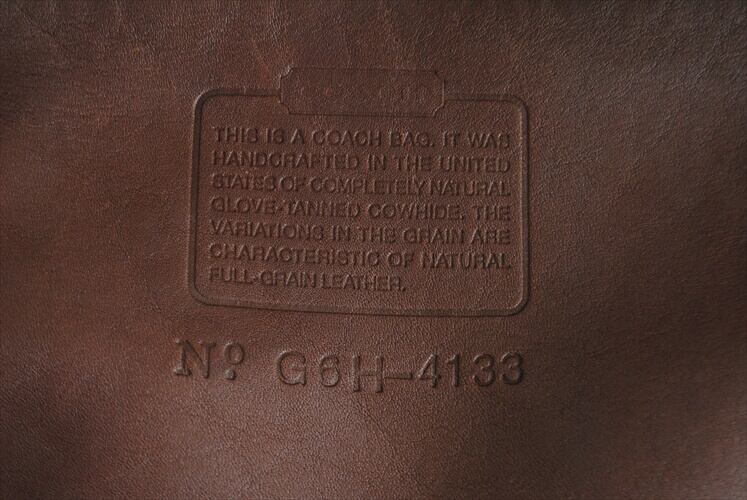 THIS IS A COACH BAG. IT WAS
HANDCRAFTED IN THE UNITED
STATES OF COMPLETELY NATURAL
GLOVE-TANNED COWHIDE. THE
VARIATIONS IN THE GRAIN ARE
CHARACTERISTIC OF NATURAL
FULL-GRAIN LEATHER.
Nº G6H-4133